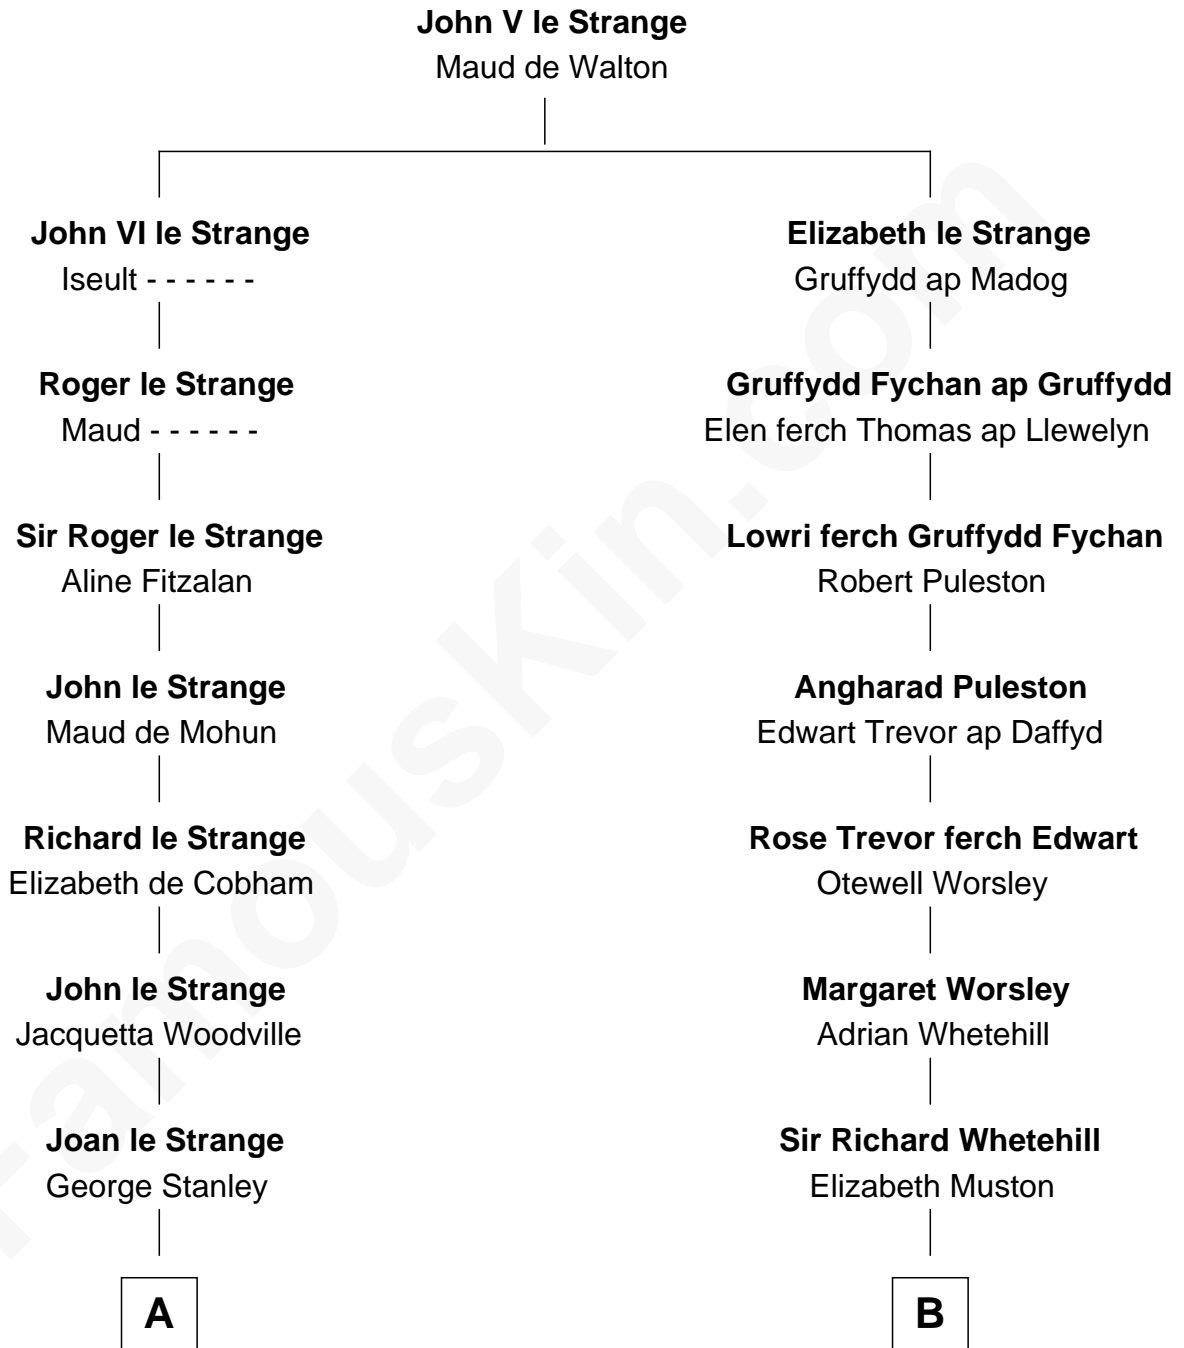 John V le Strange
Maud de Walton
John VI le Strange
Iseult - - - - - -
Elizabeth le Strange
Gruffydd ap Madog
Roger le Strange
Maud - - - - - -
Gruffydd Fychan ap Gruffydd
Elen ferch Thomas ap Llewelyn
Sir Roger le Strange
Aline Fitzalan
Lowri ferch Gruffydd Fychan
Robert Puleston
John le Strange
Maud de Mohun
Angharad Puleston
Edwart Trevor ap Daffyd
Richard le Strange
Elizabeth de Cobham
Rose Trevor ferch Edwart
Otewell Worsley
John le Strange
Jacquetta Woodville
Margaret Worsley
Adrian Whetehill
Joan le Strange
George Stanley
Sir Richard Whetehill
Elizabeth Muston
A
B
FamousKin.com